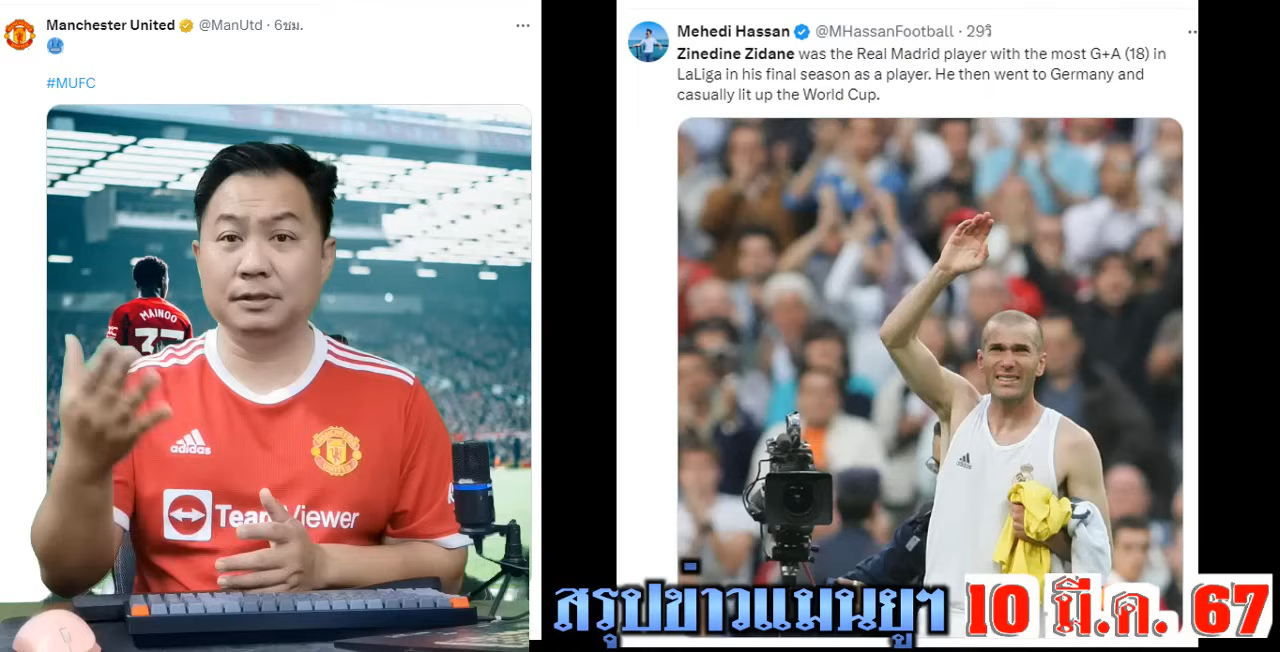 Manchester United @ManUtd · 6ชม.
#MUFC
MAINOO
37
adidas
TeamViewer
Mehedi Hassan @MHassanFootball · 29วิ
Zinedine Zidane was the Real Madrid player with the most G+A (18) in
LaLiga in his final season as a player. He then went to Germany and
casually lit up the World Cup.
สรุปข่าวแมนยูฯ 10 มี.ค. 67